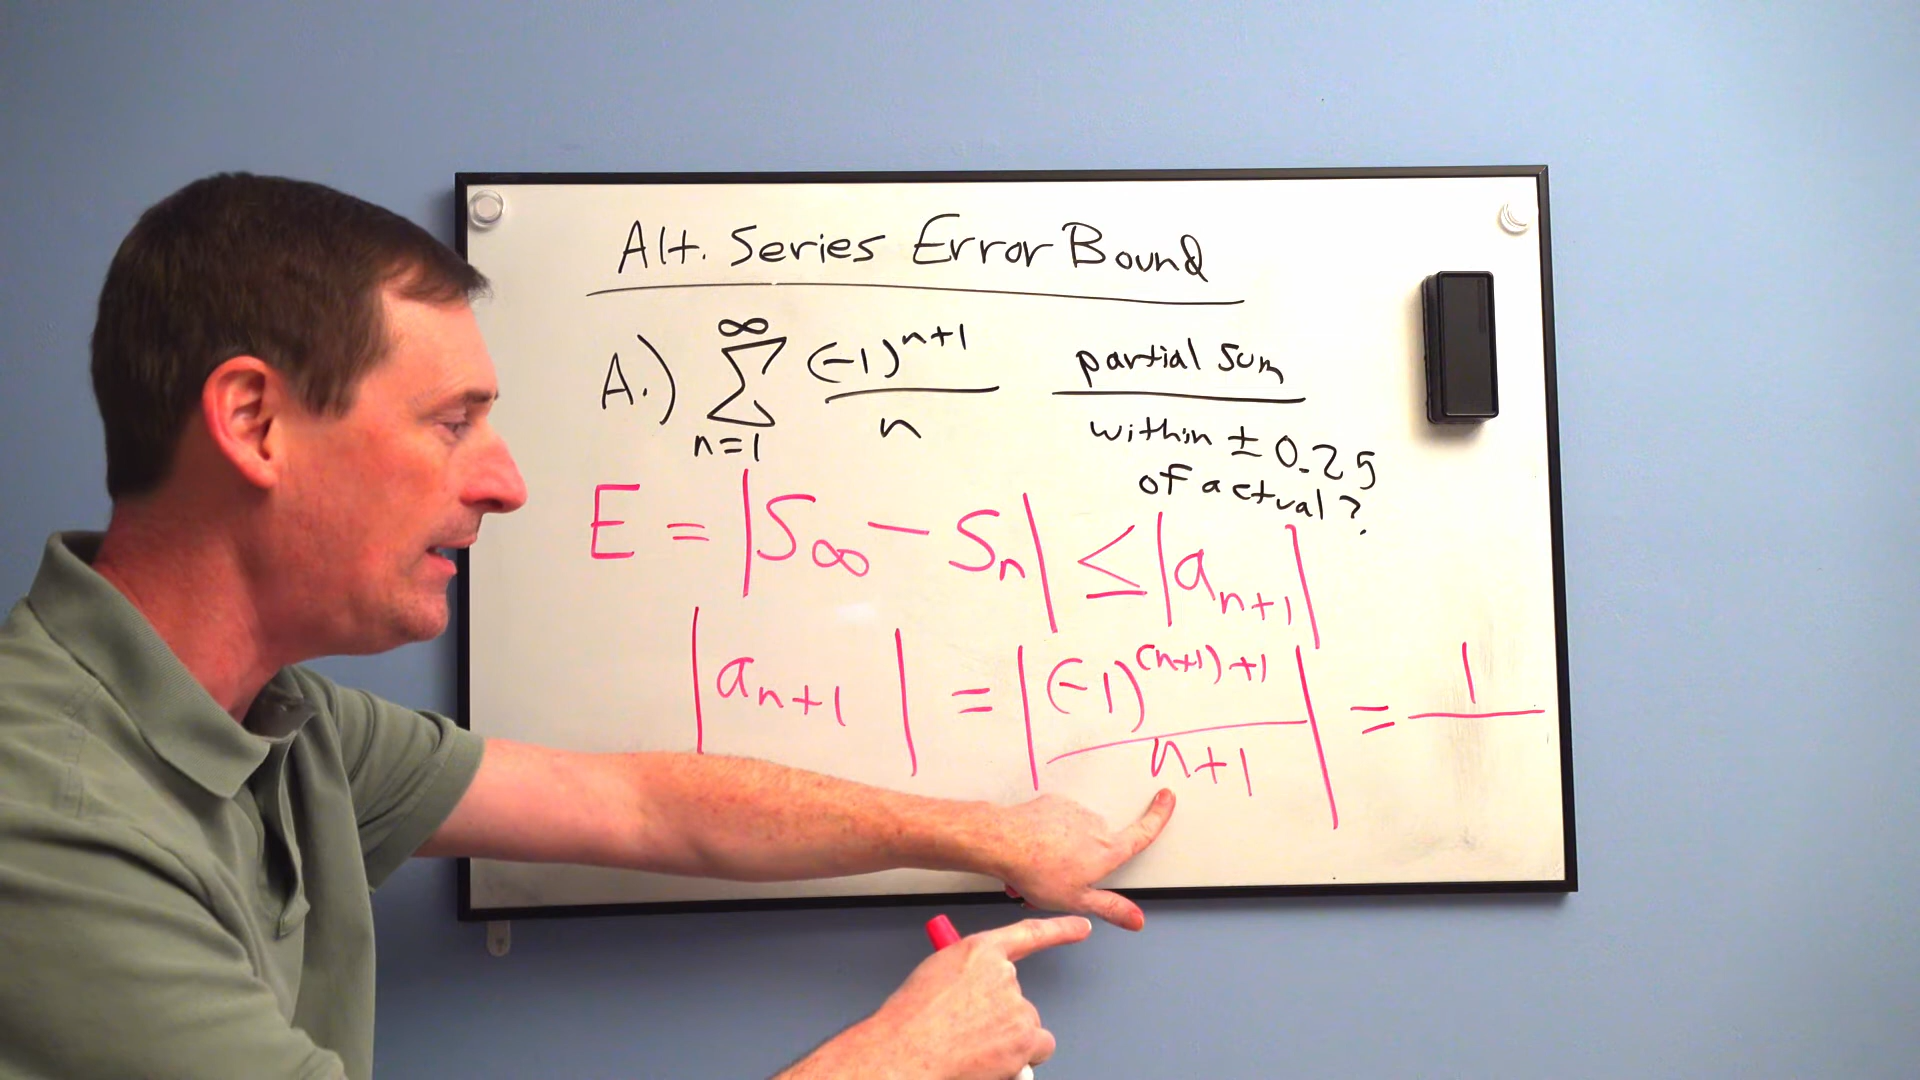 Alt. Series Error Bound
A.) ∞ Σ n=1 (-1)^(n+1) / n
partial sum
within ± 0.25
of actual?
E = |S∞ - Sn| ≤ |a_(n+1)|
|a_(n+1)| = |(-1)^((n+1)+1) / n+1| = 1 /